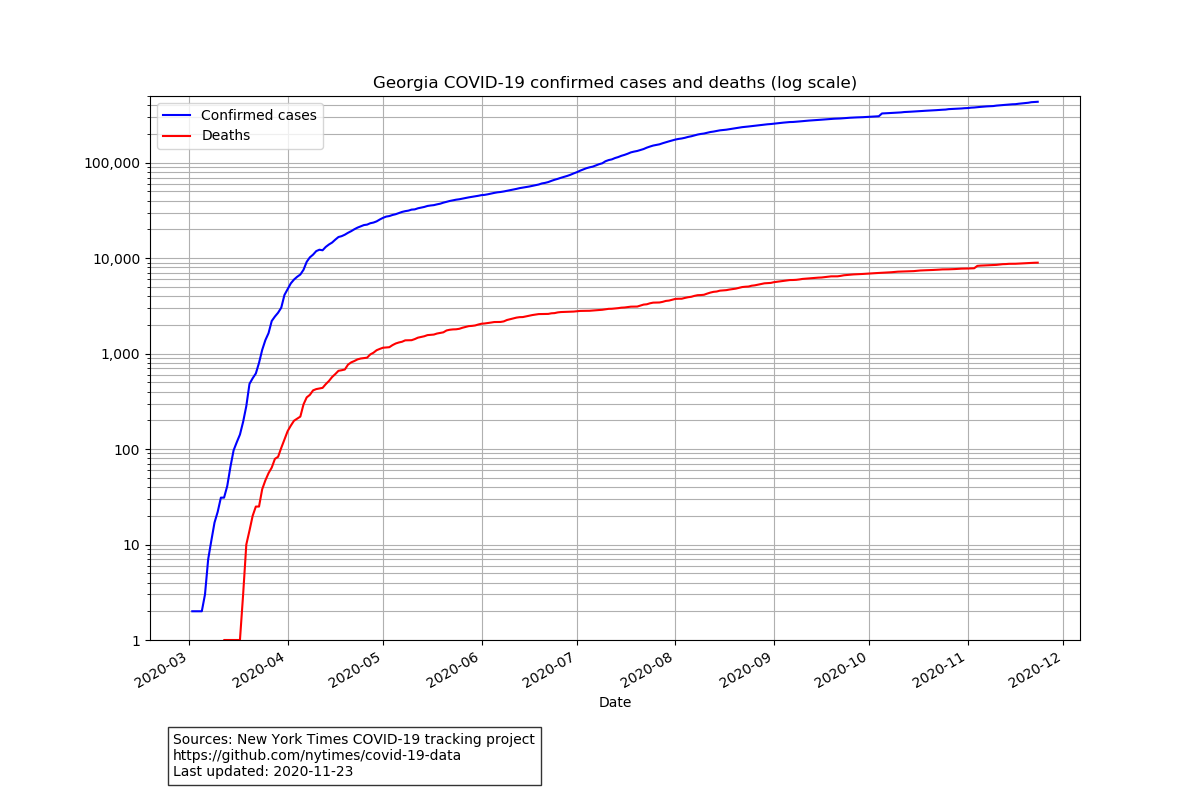 Georgia COVID-19 confirmed cases and deaths (log scale)
Confirmed cases
Deaths
100,000
10,000
1,000
100
10
1
2020-03
2020-04
2020-05
2020-06
2020-07
2020-08
2020-09
2020-10
2020-11
2020-12
Date
Sources: New York Times COVID-19 tracking project
https://github.com/nytimes/covid-19-data
Last updated: 2020-11-23